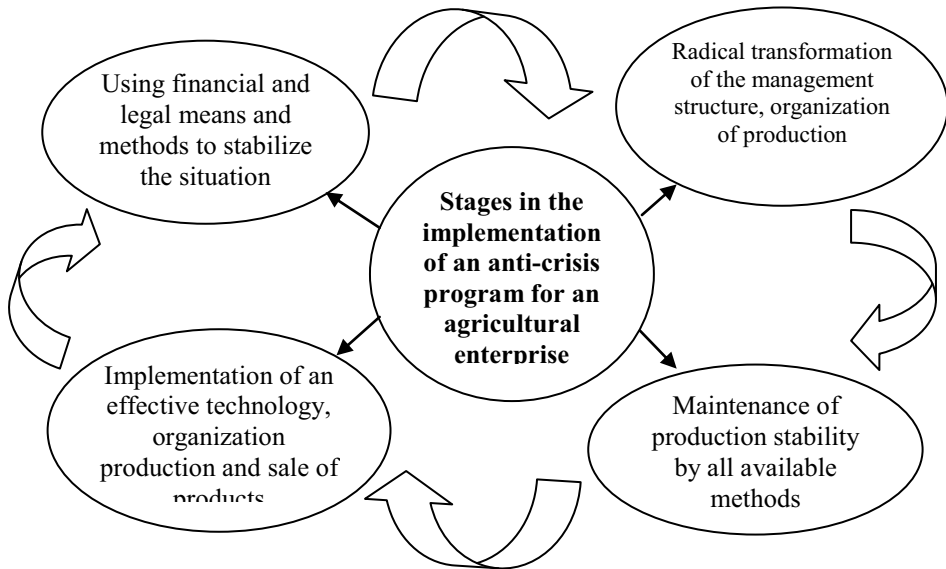 Using financial and
legal means and
methods to stabilize
the situation
Radical transformation
of the management
structure, organization
of production
Stages in the
implementation
of an anti-crisis
program for an
agricultural
enterprise
Implementation of an
effective technology,
organization
production and sale of
products
Maintenance of
production stability
by all available
methods